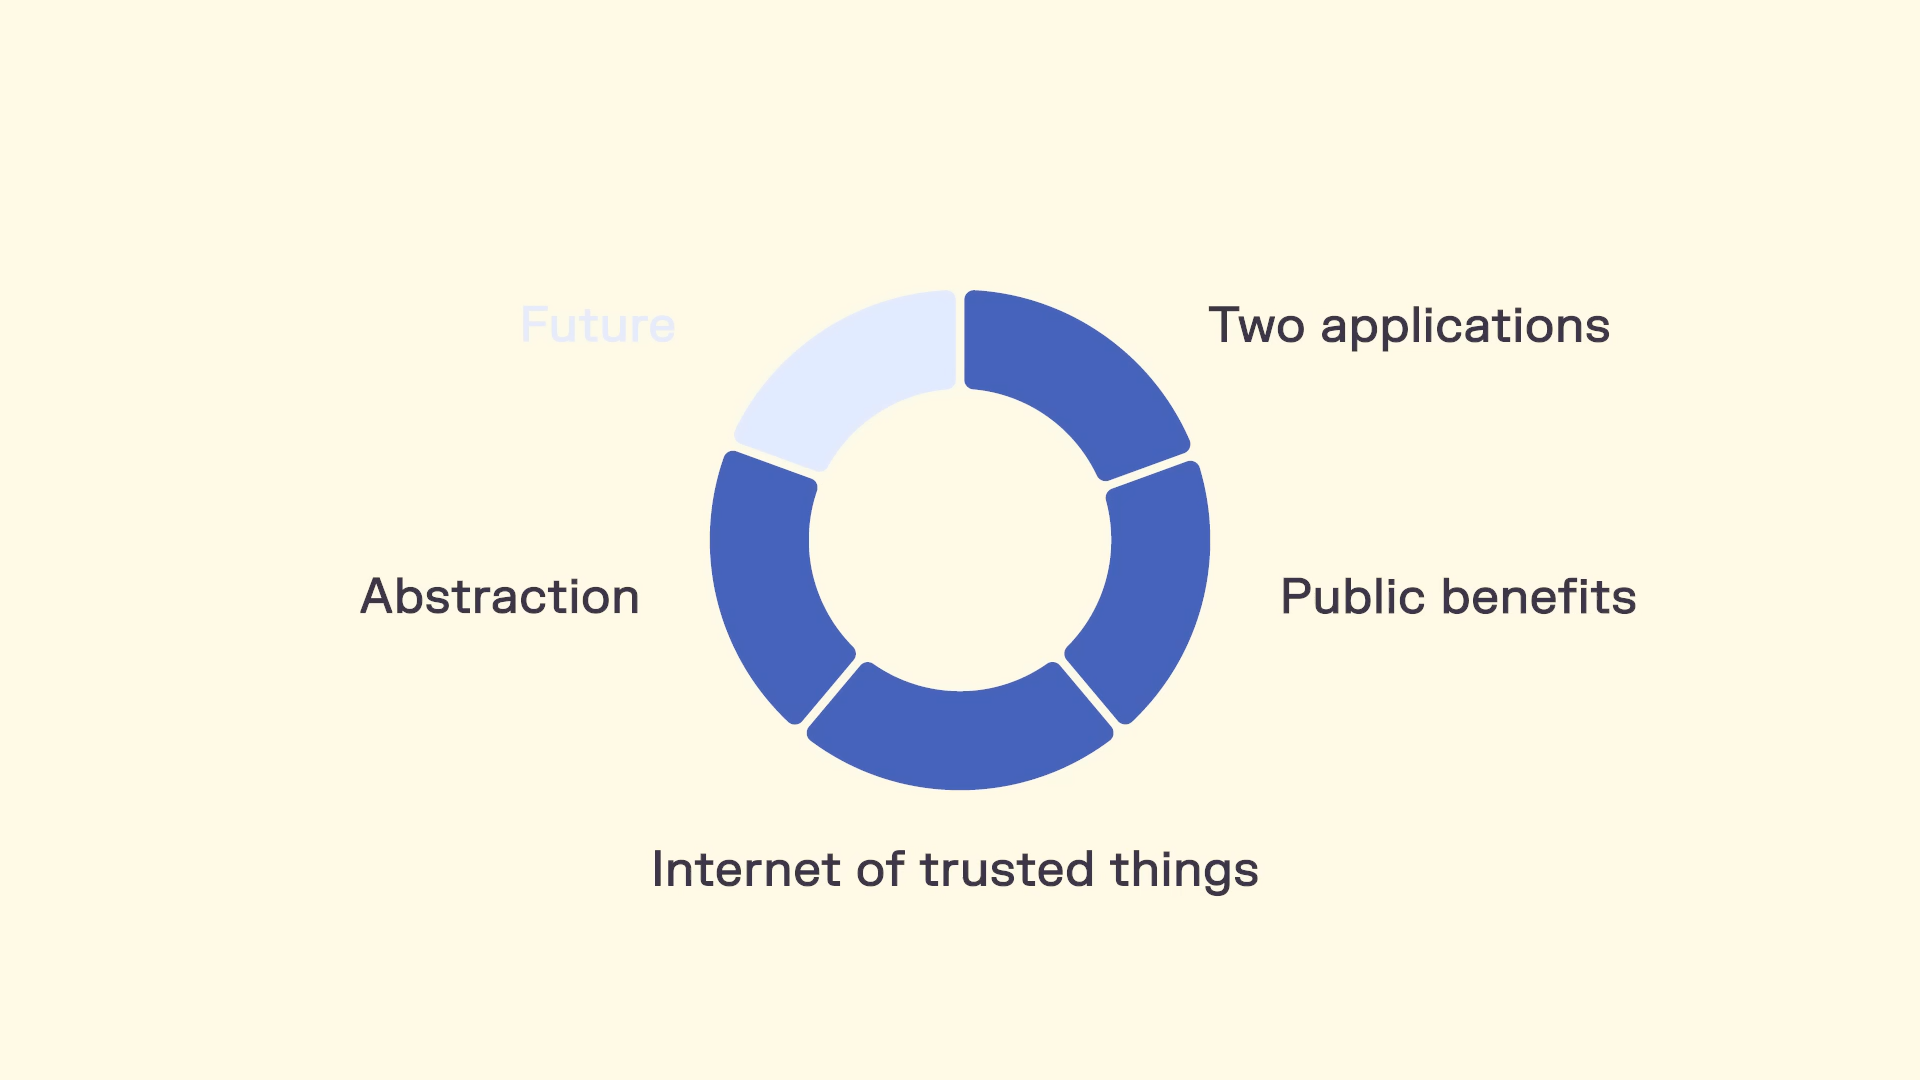 Future
Two applications
Abstraction
Public benefits
Internet of trusted things